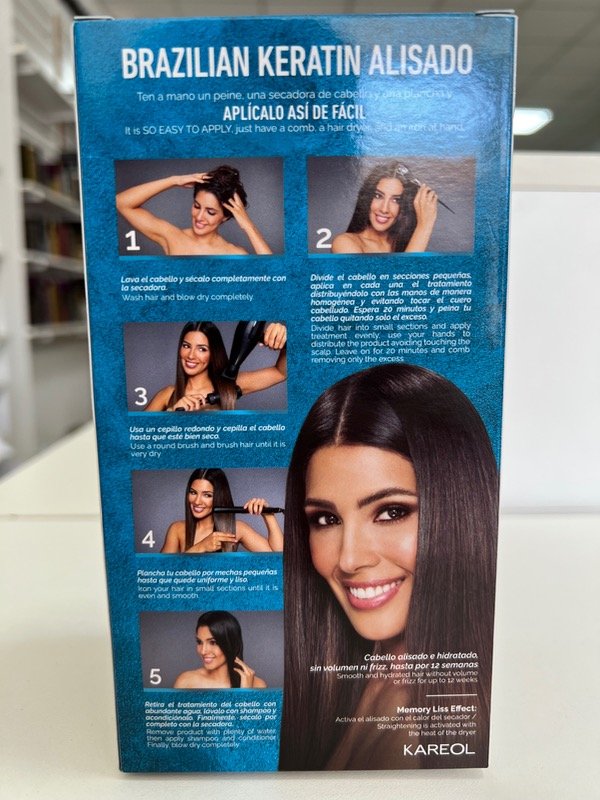 BRAZILIAN KERATIN ALISADO
Ten a mano un peine, una secadora de cabello y una plancha y
APLÍCALO ASÍ DE FÁCIL
It is SO EASY TO APPLY, just have a comb, a hair dryer, and an iron at hand.
1
Lava el cabello y sécalo completamente con
la secadora.
Wash hair and blow dry completely.
2
Divide el cabello en secciones pequeñas,
aplica en cada una el tratamiento
distribuyéndolo con las manos de manera
homogénea y evitando tocar el cuero
cabelludo. Espera 20 minutos y peina tu
cabello quitando solo el exceso.
Divide hair into small sections and apply
treatment evenly, use your hands to
distribute the product avoiding touching the
scalp. Leave on for 20 minutes and comb
removing only the excess.
3
Usa un cepillo redondo y cepilla el cabello
hasta que este bien seco.
Use a round brush and brush hair until it is
very dry
4
Plancha tu cabello por mechas pequeñas
hasta que quede uniforme y liso.
Iron your hair in small sections until it is
even and smooth.
5
Retira el tratamiento del cabello con
abundante agua, lávalo con shampoo y
acondiciónalo. Finalmente, sécalo por
completo con la secadora.
Remove product with plenty of water,
then apply shampoo and conditioner
Finally, blow dry completely.
Cabello alisado e hidratado,
sin volumen ni frizz, hasta por 12 semanas
Smooth and hydrated hair without volume
or frizz for up to 12 weeks
Memory Liss Effect:
Activa el alisado con el calor del secador /
Straightening is activated with
the heat of the dryer
KAREOL